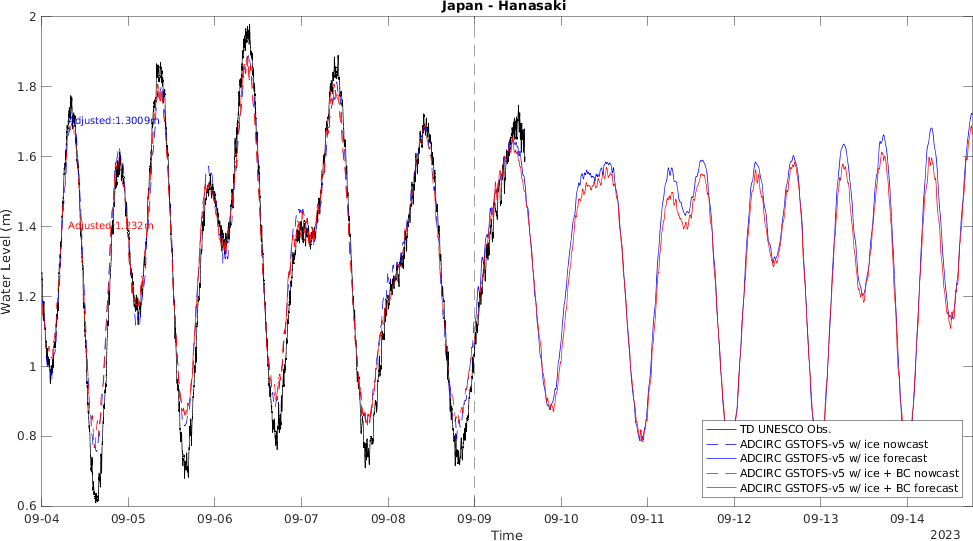 Japan - Hanasaki
2
1.8
1.6
1.4
1.2
1
0.8
0.6
Water Level (m)
Adjusted:1.3009m
Adjusted:1.232m
TD UNESCO Obs.
ADCIRC GSTOFS-v5 w/ ice nowcast
ADCIRC GSTOFS-v5 w/ ice forecast
ADCIRC GSTOFS-v5 w/ ice + BC nowcast
ADCIRC GSTOFS-v5 w/ ice + BC forecast
09-04 09-05 09-06 09-07 09-08 09-09 09-10 09-11 09-12 09-13 09-14
Time
2023